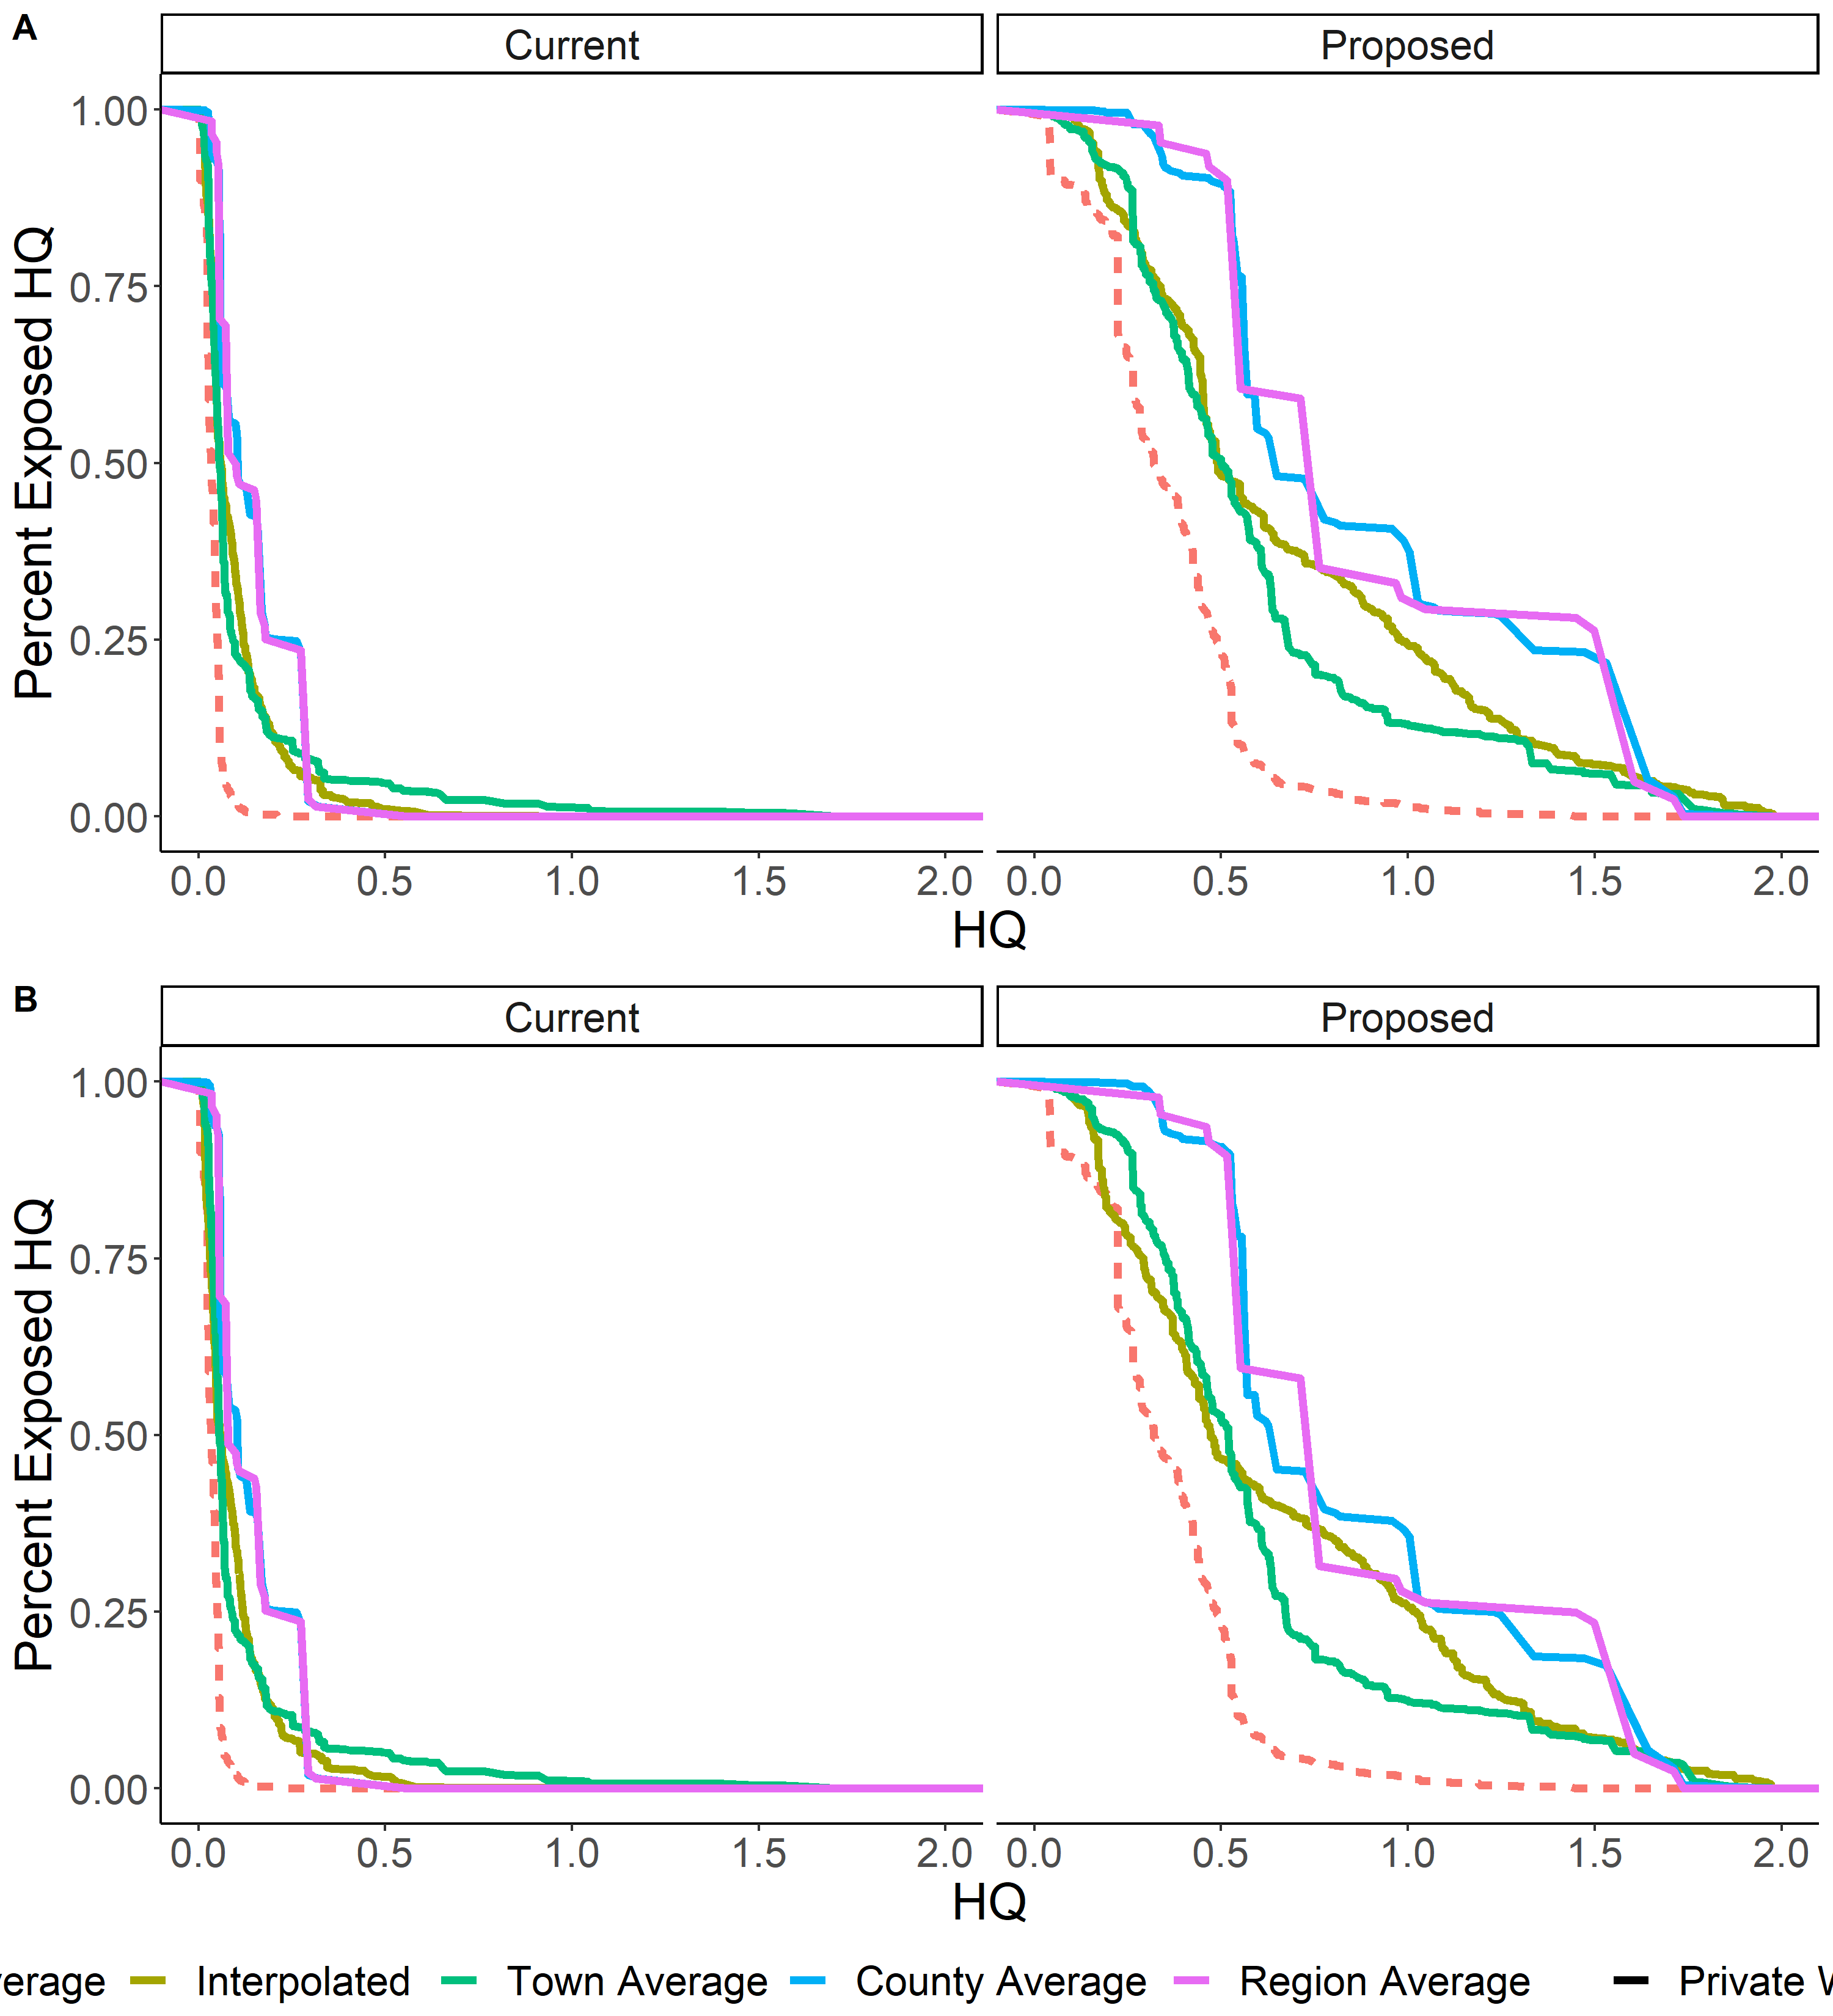 A
Current Proposed
Percent Exposed HQ
1.00
0.75
0.50
0.25
0.00
0.0 0.5 1.0 1.5 2.0 0.0 0.5 1.0 1.5 2.0
HQ
B
Current Proposed
Percent Exposed HQ
1.00
0.75
0.50
0.25
0.00
0.0 0.5 1.0 1.5 2.0 0.0 0.5 1.0 1.5 2.0
HQ
Interpolated Town Average County Average Region Average Private